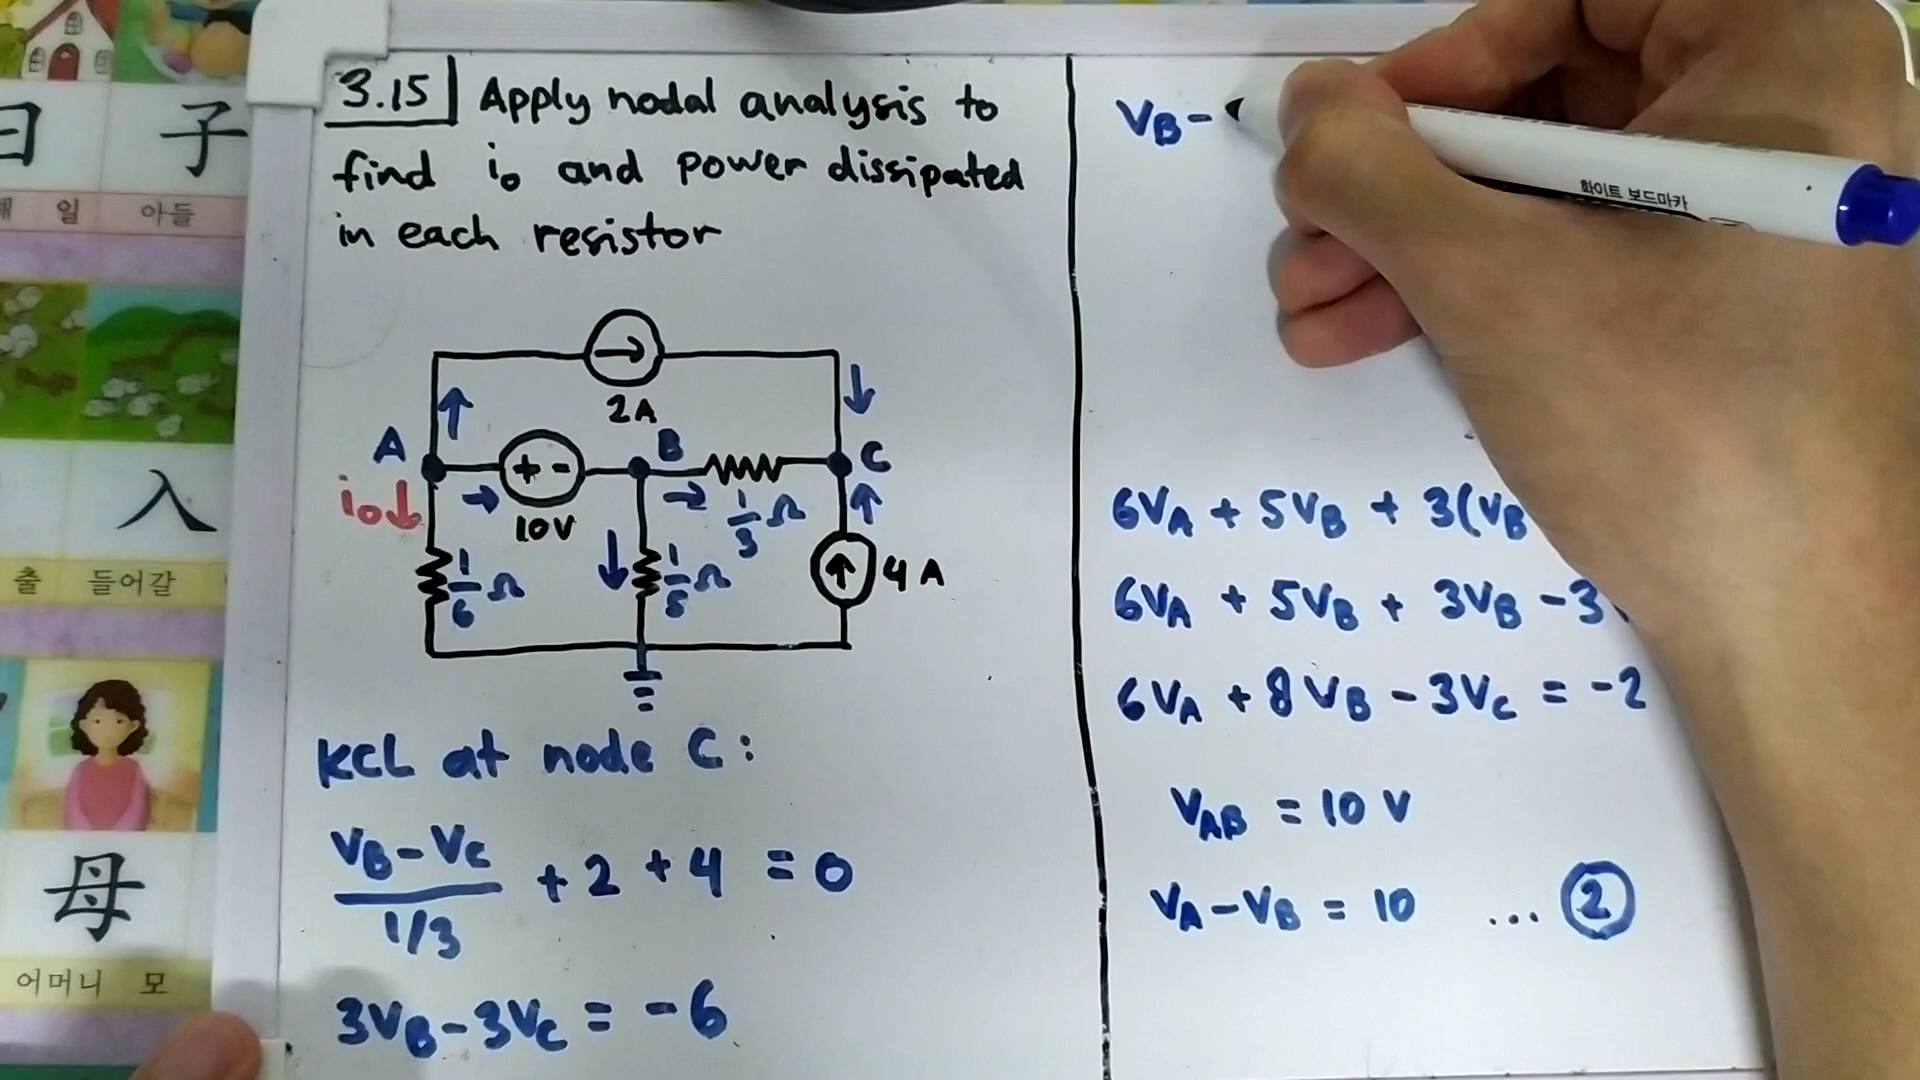 日 子
해 일 아들
入
출 들어갈
母
어머니 모
3.15 Apply nodal analysis to
find i₀ and power dissipated
in each resistor
2A
A B C
i₀
10V
1/3 Ω
1/6 Ω
1/5 Ω
4A
KCL at node C:
(VB-VC)/(1/3) + 2 + 4 = 0
3VB-3VC = -6
VB-
화이트 보드마카
6VA + 5VB + 3(VB
6VA + 5VB + 3VB - 3
6VA + 8VB - 3VC = -2
VAB = 10 V
VA-VB = 10 ... ②